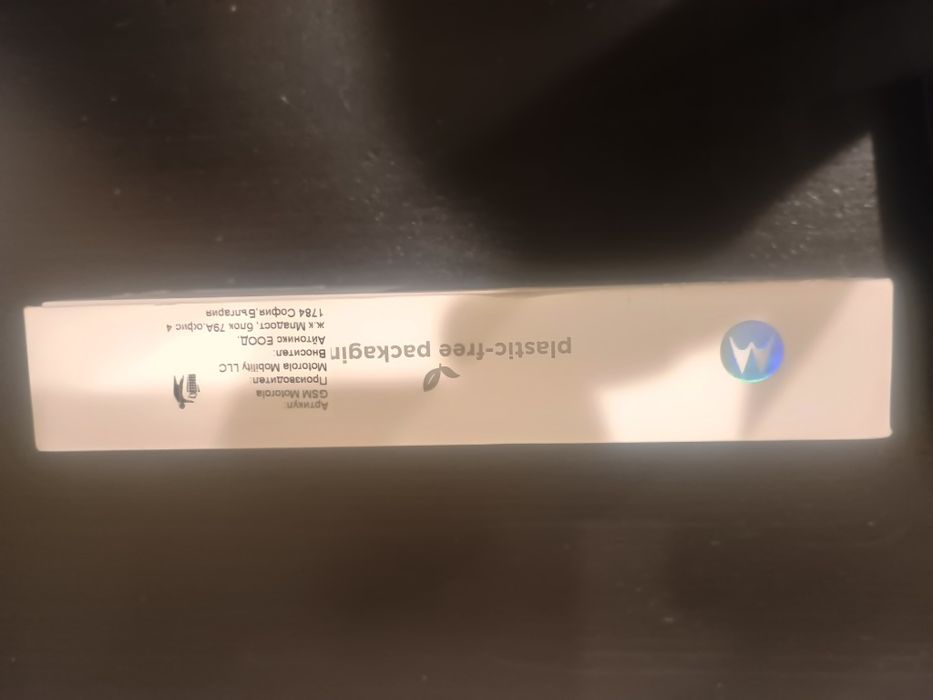 plastic-free packagin
Артикул:
GSM Motorola
Производител:
Motorola Mobility LLC
Вносител:
Айтоникс ЕООД,
ж.к Младост, блок 79А,офис 4
1784 София,България